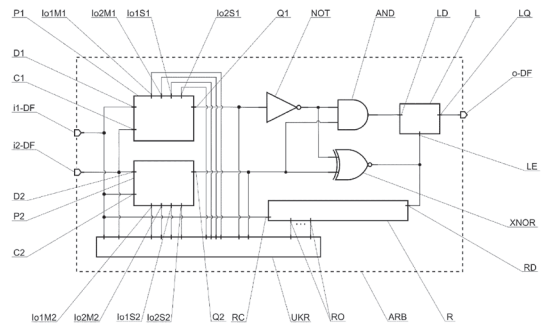 P1 Io1M1 Io2M1 Io1S1 Io2S1 Q1 NOT AND LD L LQ
D1
C1
o-DF
i1-DF
i2-DF
LE
D2
P2
XNOR
C2
RD
Io1M2 Io2M2 Io1S2 Io2S2 Q2 RC UKR RO ARB R
...